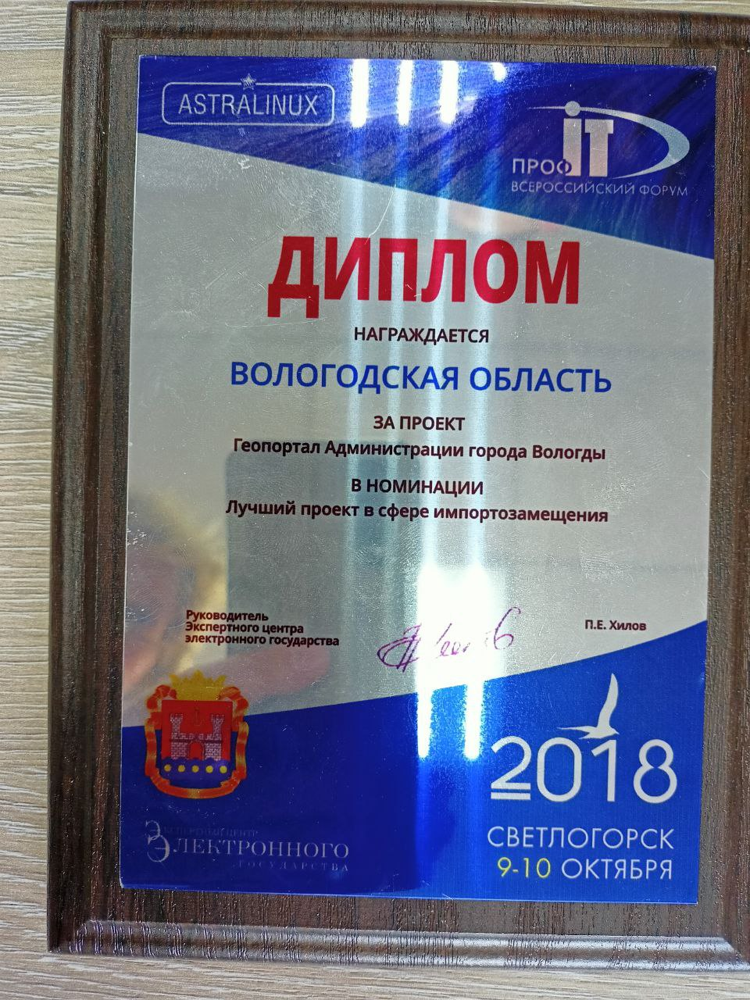 ASTRALINUX
ПРОФ IT
ВСЕРОССИЙСКИЙ ФОРУМ
ДИПЛОМ
НАГРАЖДАЕТСЯ
ВОЛОГОДСКАЯ ОБЛАСТЬ
ЗА ПРОЕКТ
Геопортал Администрации города Вологды
В НОМИНАЦИИ
Лучший проект в сфере импортозамещения
Руководитель
Экспертного центра
электронного государства
П.Е. Хилов
2018
СВЕТЛОГОРСК
9-10 ОКТЯБРЯ
ЭКСПЕРТНЫЙ ЦЕНТР
ЭЛЕКТРОННОГО
ГОСУДАРСТВА